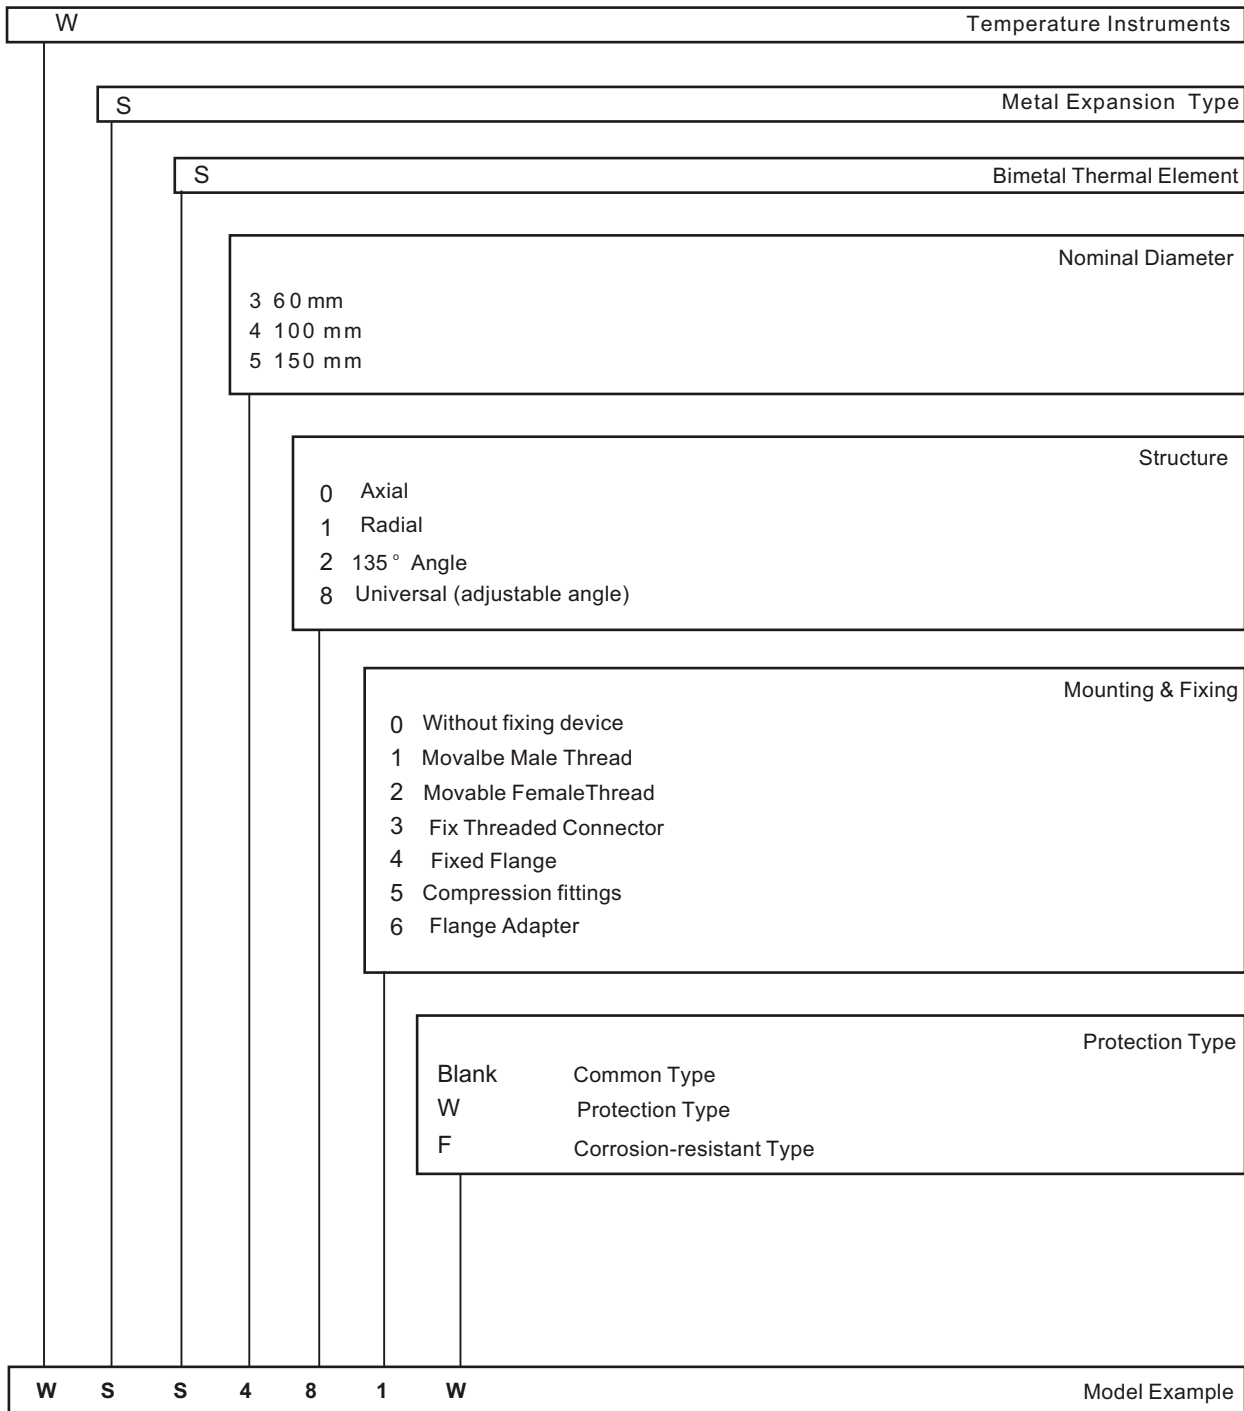 W Temperature Instruments
S Metal Expansion Type
S Bimetal Thermal Element
Nominal Diameter
3 60 mm
4 100 mm
5 150 mm
Structure
0 Axial
1 Radial
2 135° Angle
8 Universal (adjustable angle)
Mounting & Fixing
0 Without fixing device
1 Movalbe Male Thread
2 Movable FemaleThread
3 Fix Threaded Connector
4 Fixed Flange
5 Compression fittings
6 Flange Adapter
Protection Type
Blank Common Type
W Protection Type
F Corrosion-resistant Type
W S S 4 8 1 W Model Example